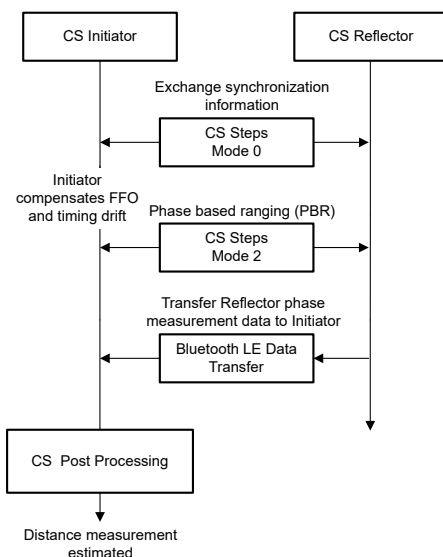 CS Initiator
CS Reflector
Exchange synchronization
information
CS Steps
Mode 0
Initiator
compensates FFO
and timing drift
Phase based ranging (PBR)
CS Steps
Mode 2
Transfer Reflector phase
measurement data to Initiator
Bluetooth LE Data
Transfer
CS Post Processing
Distance measurement
estimated